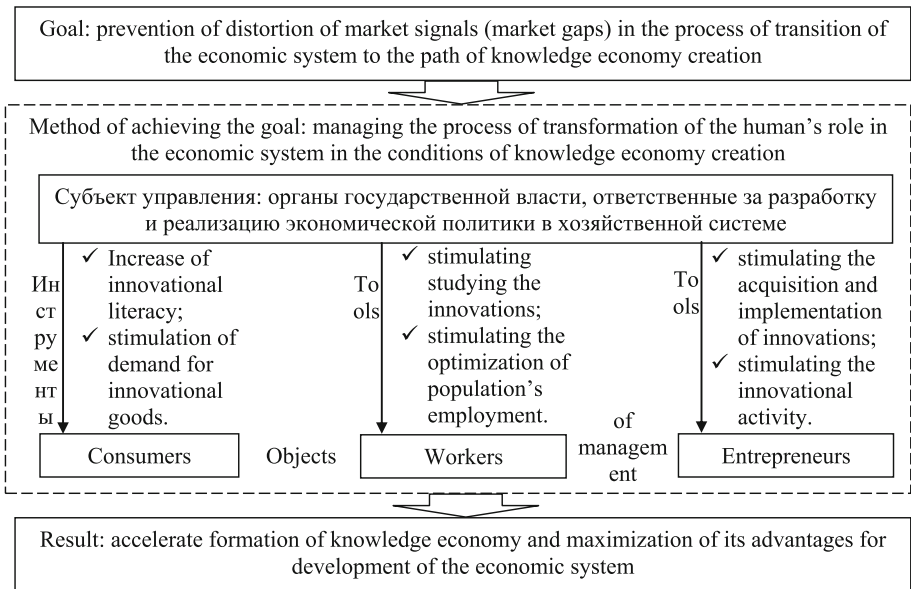 Goal: prevention of distortion of market signals (market gaps) in the process of transition of
the economic system to the path of knowledge economy creation
Method of achieving the goal: managing the process of transformation of the human’s role in
the economic system in the conditions of knowledge economy creation
Субъект управления: органы государственной власти, ответственные за разработку
и реализацию экономической политики в хозяйственной системе
Ин
ст
ру
ме
нт
ы
✓ Increase of
innovational
literacy;
✓ stimulation of
demand for
innovational
goods.
To
ols
✓ stimulating
studying the
innovations;
✓ stimulating the
optimization of
population’s
employment.
To
ols
✓ stimulating the
acquisition and
implementation
of innovations;
✓ stimulating the
innovational
activity.
Consumers
Objects
Workers
of
managem
ent
Entrepreneurs
Result: accelerate formation of knowledge economy and maximization of its advantages for
development of the economic system